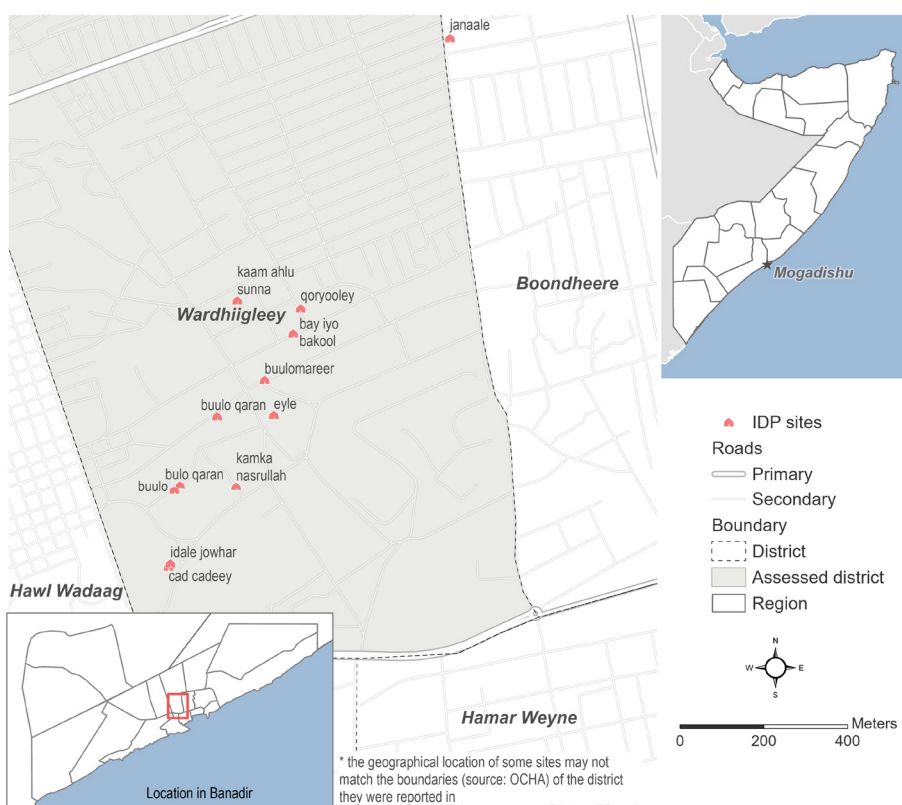 janaale
kaam ahlu
sunna
qoryooley
Wardhiigleey
bay iyo
bakool
Boondheere
buulomareer
buulo qaran
eyle
kamka
nasrullah
bulo qaran
buulo
idale jowhar
cad cadeey
Hawl Wadaag
Hamar Weyne
Location in Banadir
* the geographical location of some sites may not
match the boundaries (source: OCHA) of the district
they were reported in
Mogadishu
IDP sites
Roads
Primary
Secondary
Boundary
District
Assessed district
Region
N
W
E
S
Meters
0
200
400